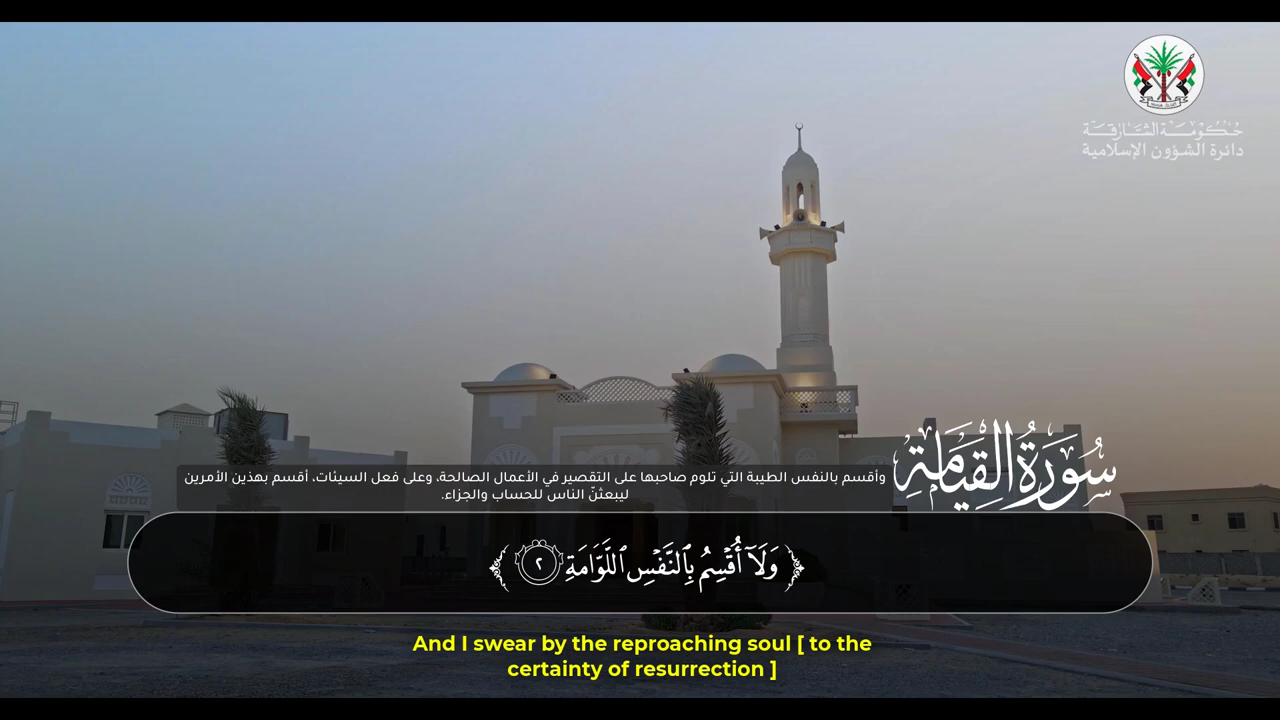 حكومة الشارقة
دائرة الشؤون الإسلامية
سُورَةُ القِيَامَةِ
وأقسم بالنفس الطيبة التي تلوم صاحبها على التقصير في الأعمال الصالحة، وعلى فعل السيئات، أقسم بهذين الأمرين
ليبعثنّ الناس للحساب والجزاء.
وَلَآ أُقْسِمُ بِٱلنَّفْسِ ٱللَّوَّامَةِ ٢
And I swear by the reproaching soul [ to the
certainty of resurrection ]